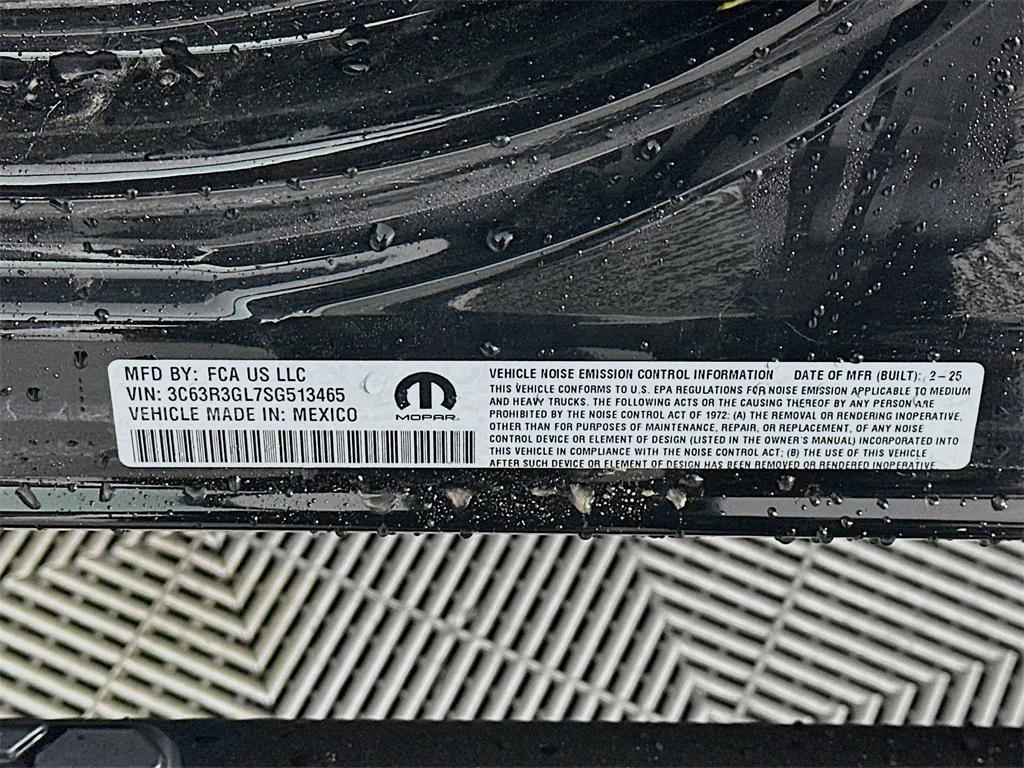 MFD BY: FCA US LLC
VIN: 3C63R3GL7SG513465
VEHICLE MADE IN: MEXICO
MOPAR
VEHICLE NOISE EMISSION CONTROL INFORMATION DATE OF MFR (BUILT): 2-25
THIS VEHICLE CONFORMS TO U.S. EPA REGULATIONS FOR NOISE EMISSION APPLICABLE TO MEDIUM
AND HEAVY TRUCKS. THE FOLLOWING ACTS OR THE CAUSING THEREOF BY ANY PERSON ARE
PROHIBITED BY THE NOISE CONTROL ACT OF 1972: (A) THE REMOVAL OR RENDERING INOPERATIVE,
OTHER THAN FOR PURPOSES OF MAINTENANCE, REPAIR, OR REPLACEMENT, OF ANY NOISE
CONTROL DEVICE OR ELEMENT OF DESIGN (LISTED IN THE OWNER'S MANUAL) INCORPORATED INTO
THIS VEHICLE IN COMPLIANCE WITH THE NOISE CONTROL ACT; (B) THE USE OF THIS VEHICLE
AFTER SUCH DEVICE OR ELEMENT OF DESIGN HAS BEEN REMOVED OR RENDERED INOPERATIVE.